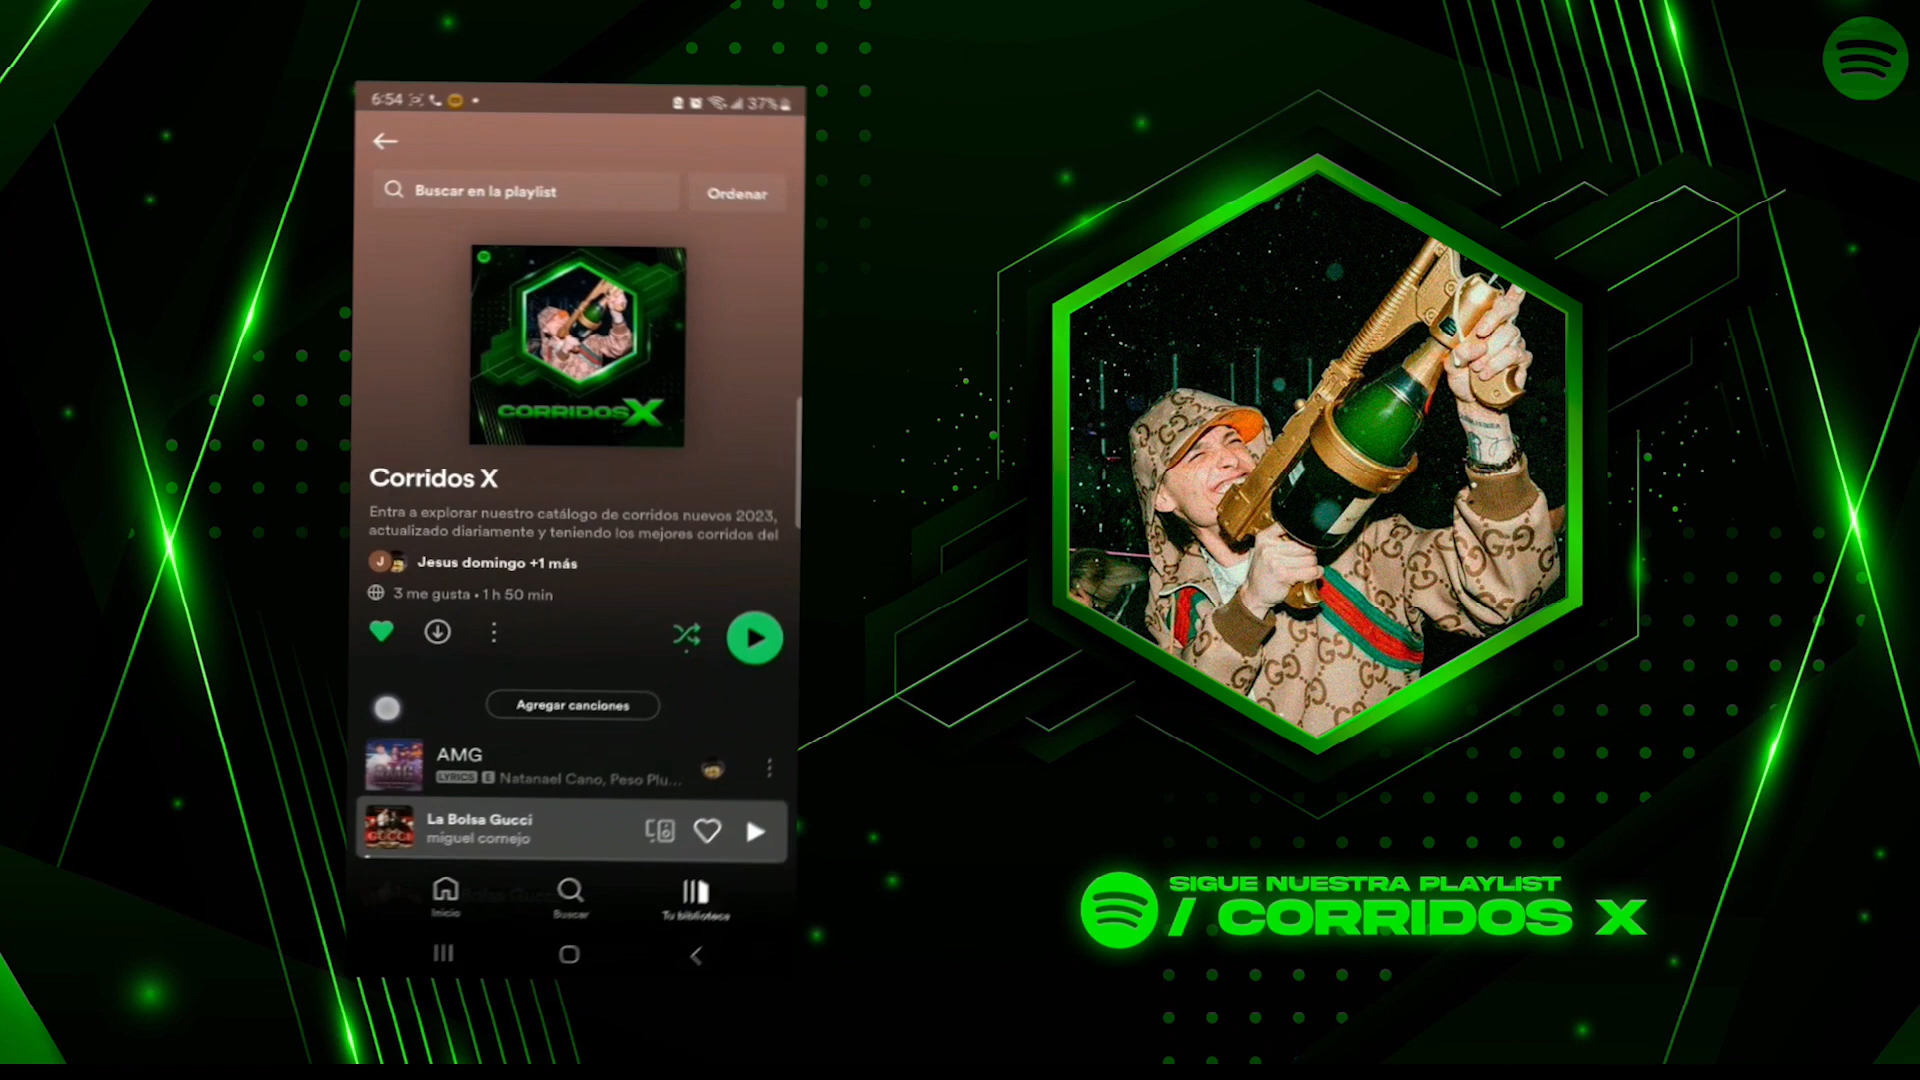 6:54
37%
Buscar en la playlist
Ordenar
CORRIDOS X
Corridos X
Entra a explorar nuestro catálogo de corridos nuevos 2023,
actualizado diariamente y teniendo los mejores corridos del
J
Jesus domingo +1 más
3 me gusta • 1 h 50 min
Agregar canciones
AMG
LYRICS E Natanael Cano, Peso Plu...
GUCCI
La Bolsa Gucci
miguel cornejo
Inicio
Buscar
Tu biblioteca
SIGUE NUESTRA PLAYLIST
/ CORRIDOS X